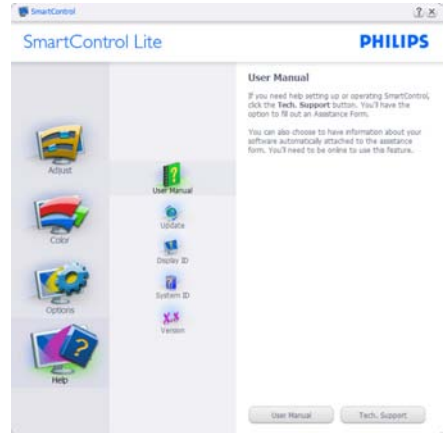 SmartControl
SmartControl Lite
PHILIPS
Adjust
Color
Options
Help
User Manual
Update
Display ID
System ID
Version
User Manual
If you need help setting up or operating SmartControl,
click the Tech. Support button. You'll have the
option to fill out an Assistance Form.
You can also choose to have information about your
software automatically attached to the assistance
form. You'll need to be online to use this feature.
User Manual
Tech. Support